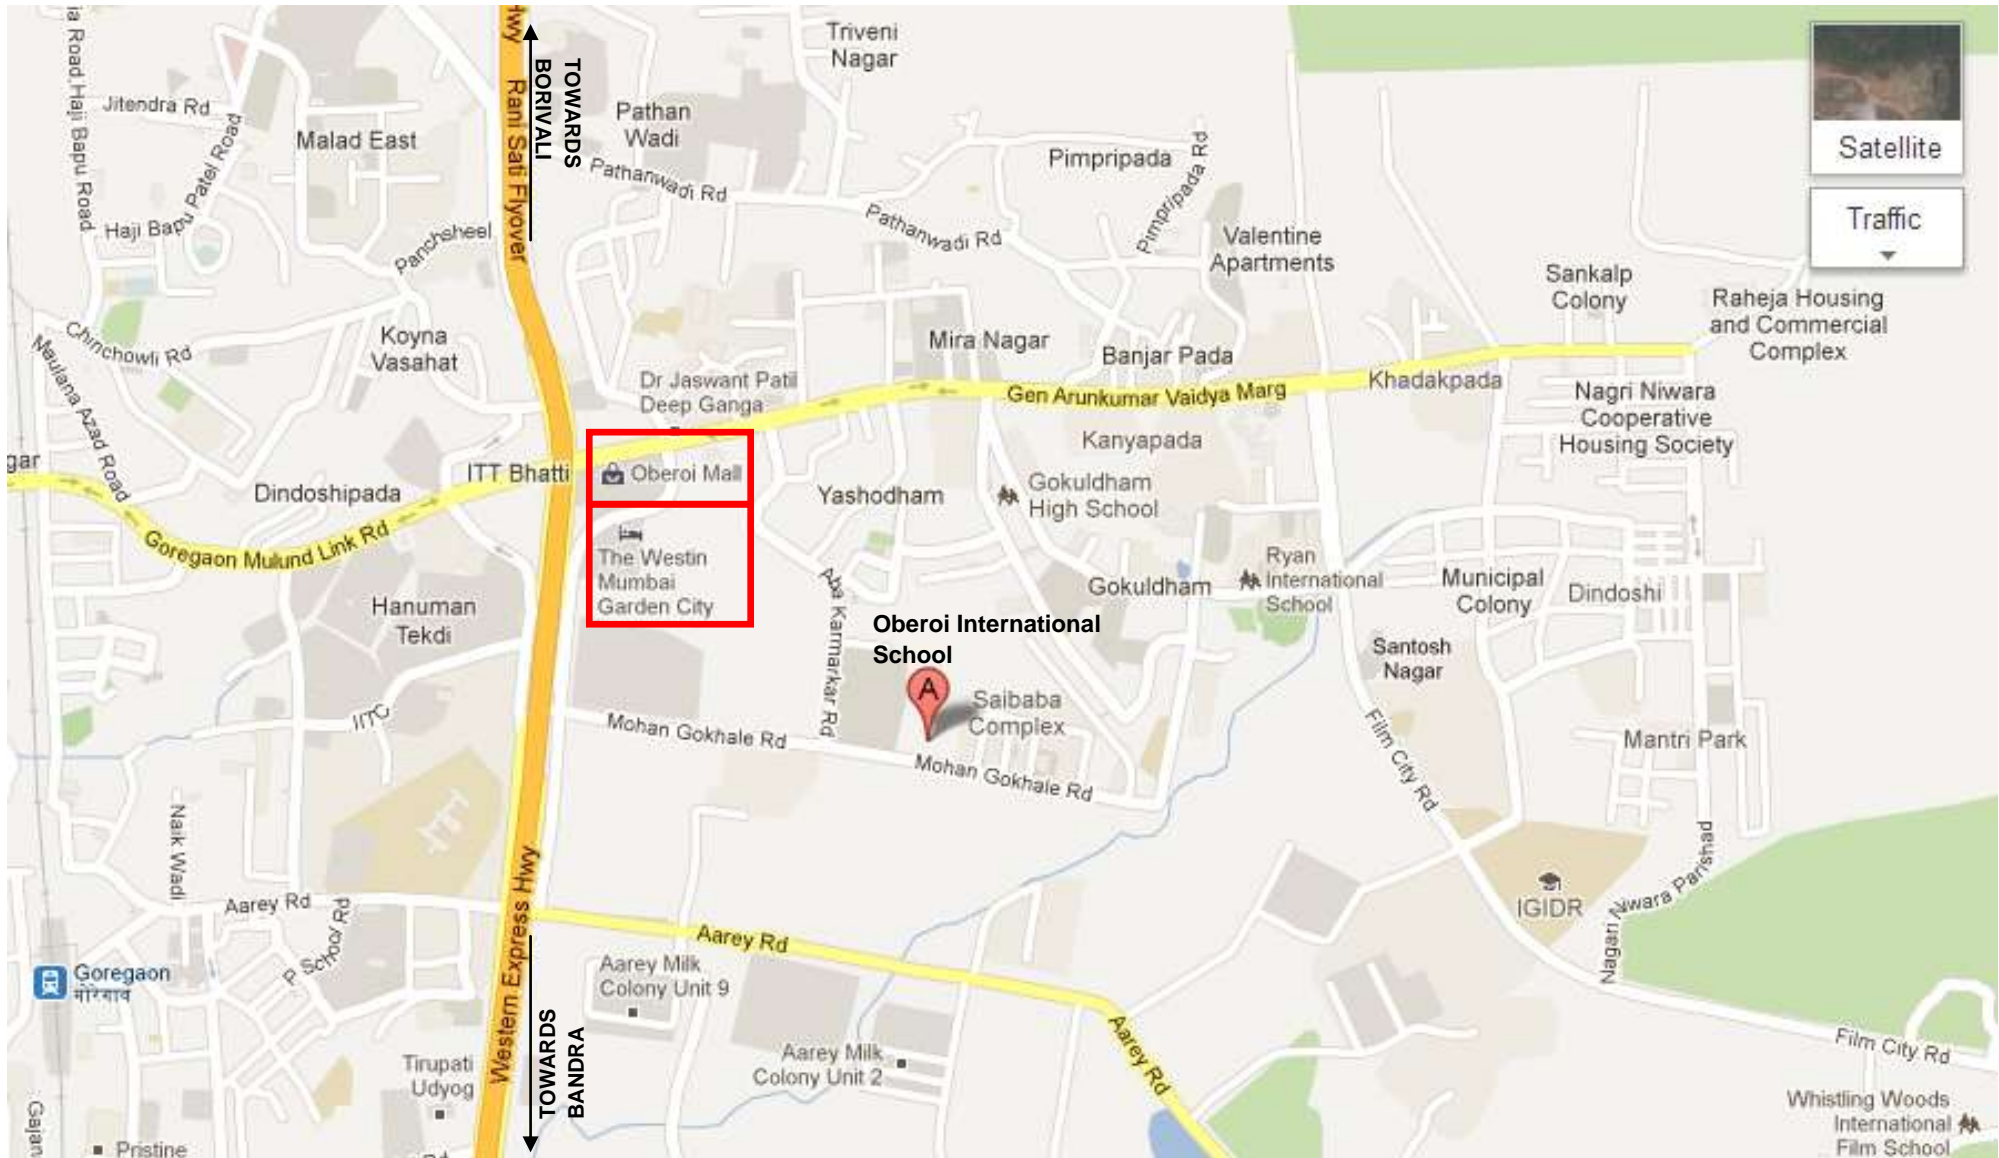 Hwy
TOWARDS
BORIVALI
Rani Sati Flyover
Triveni
Nagar
Satellite
Traffic
Jitendra Rd
Malad East
Pathan
Wadi
Pathanwadi Rd
Pimpripada
Pimpripada Rd
Haji Bapu Road
Haji Bapu Patel Road
Panchsheel
Pathanwadi Rd
Valentine
Apartments
Sankalp
Colony
Raheja Housing
and Commercial
Complex
Chinchowli Rd
Maulana Azad Road
Koyna
Vasahat
Mira Nagar
Banjar Pada
Dr Jaswant Patil
Deep Ganga
Gen Arunkumar Vaidya Marg
Khadakpada
Nagri Niwara
Cooperative
Housing Society
Kanyapada
gar
ITT Bhatti
Oberoi Mall
Dindoshipada
Yashodham
Gokuldham
High School
Goregaon Mulund Link Rd
The Westin
Mumbai
Garden City
Aba Karmarkar Rd
Gokuldham
Ryan
International
School
Municipal
Colony
Dindoshi
Hanuman
Tekdi
Oberoi International
School
A
Santosh
Nagar
Saibaba
Complex
IITC
Mohan Gokhale Rd
Mohan Gokhale Rd
Film City Rd
Mantri Park
Naik Wadi
Western Express Hwy
Aarey Rd
P. School Rd
Aarey Rd
IGIDR
Nagari Niwara Parishad
Goregaon
गोरेगाव
Aarey Milk
Colony Unit 9
TOWARDS
BANDRA
Aarey Rd
Film City Rd
Tirupati
Udyog
Aarey Milk
Colony Unit 2
Whistling Woods
International
Film School
Gajan
Pristine